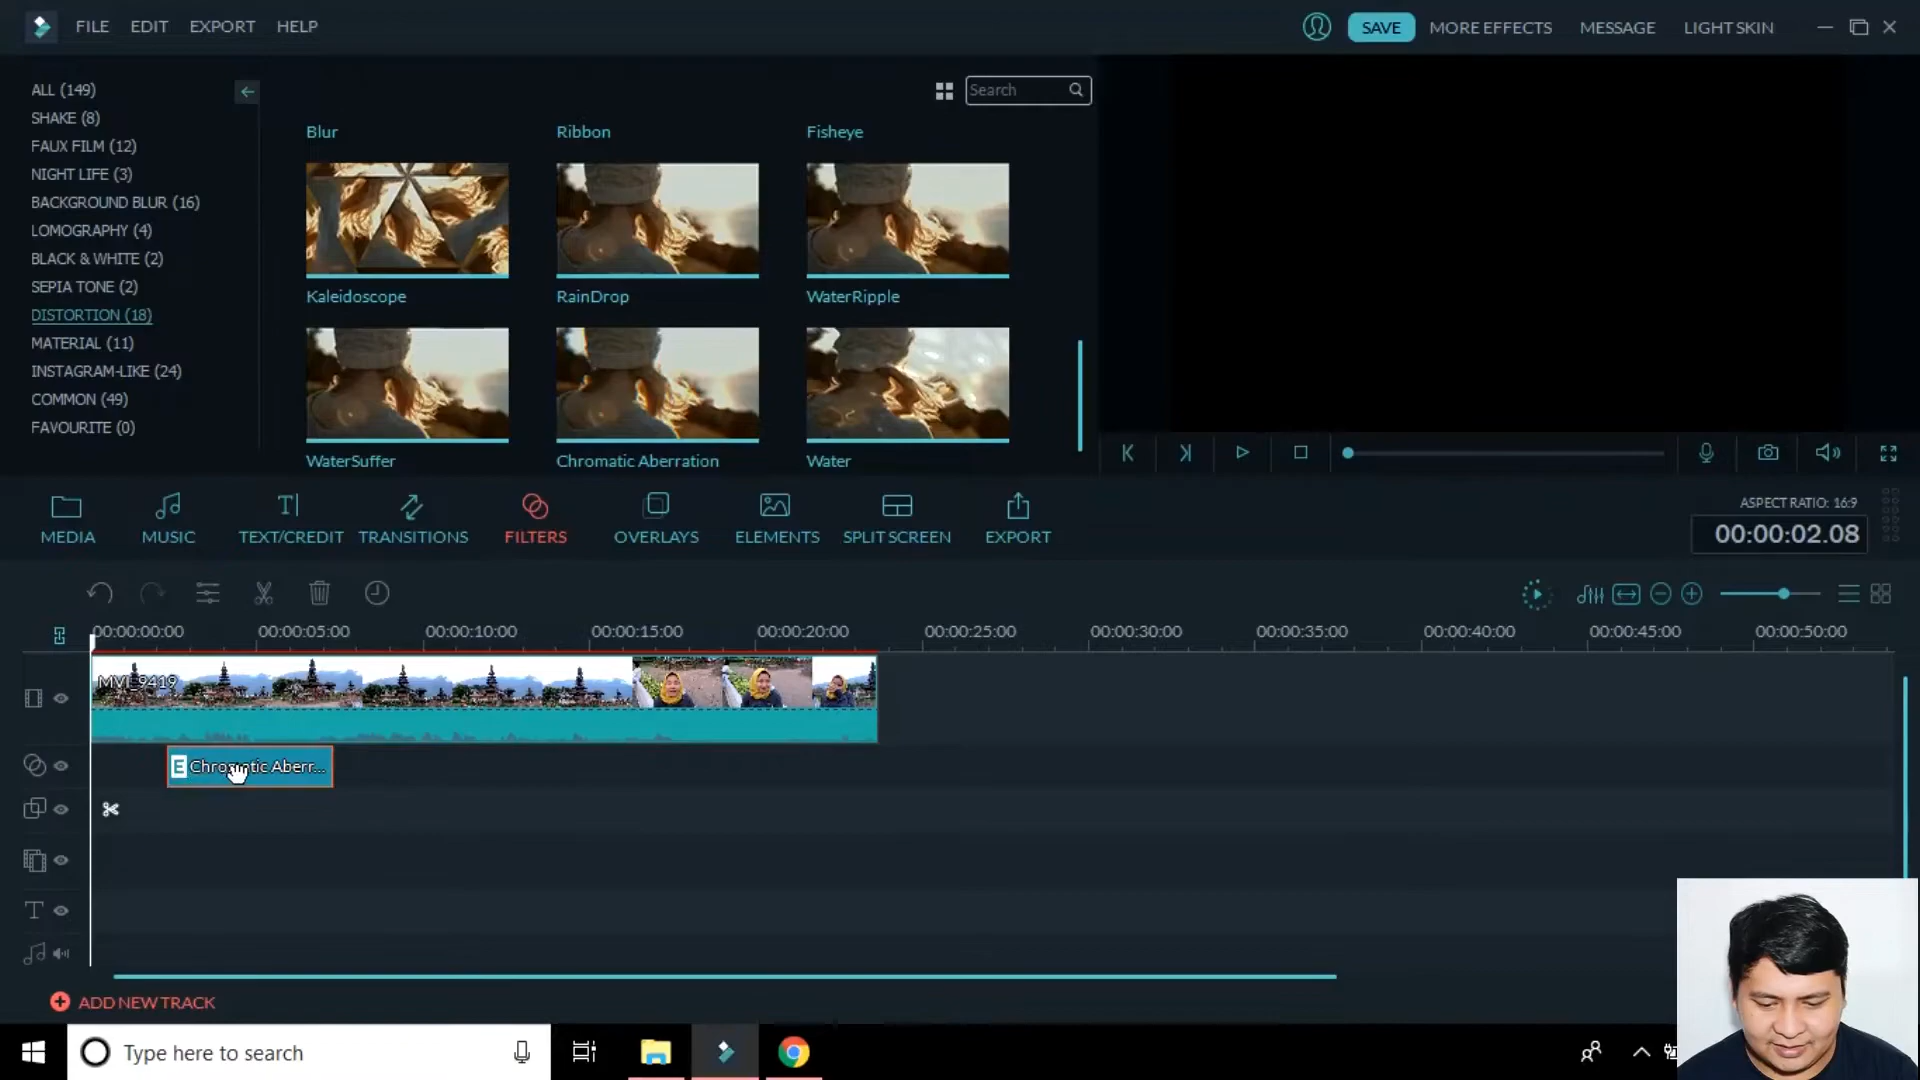 FILE EDIT EXPORT HELP
SAVE MORE EFFECTS MESSAGE LIGHT SKIN
ALL (149)
SHAKE (8)
FAUX FILM (12)
NIGHT LIFE (3)
BACKGROUND BLUR (16)
LOMOGRAPHY (4)
BLACK & WHITE (2)
SEPIA TONE (2)
DISTORTION (18)
MATERIAL (11)
INSTAGRAM-LIKE (24)
COMMON (49)
FAVOURITE (0)
Search
Blur Ribbon Fisheye
Kaleidoscope RainDrop WaterRipple
WaterSuffer Chromatic Aberration Water
MEDIA MUSIC TEXT/CREDIT TRANSITIONS FILTERS OVERLAYS ELEMENTS SPLIT SCREEN EXPORT
ASPECT RATIO: 16:9
00:00:02.08
00:00:00:00 00:00:05:00 00:00:10:00 00:00:15:00 00:00:20:00 00:00:25:00 00:00:30:00 00:00:35:00 00:00:40:00 00:00:45:00 00:00:50:00
MVI_9419
E Chromatic Aberr...
ADD NEW TRACK
Type here to search